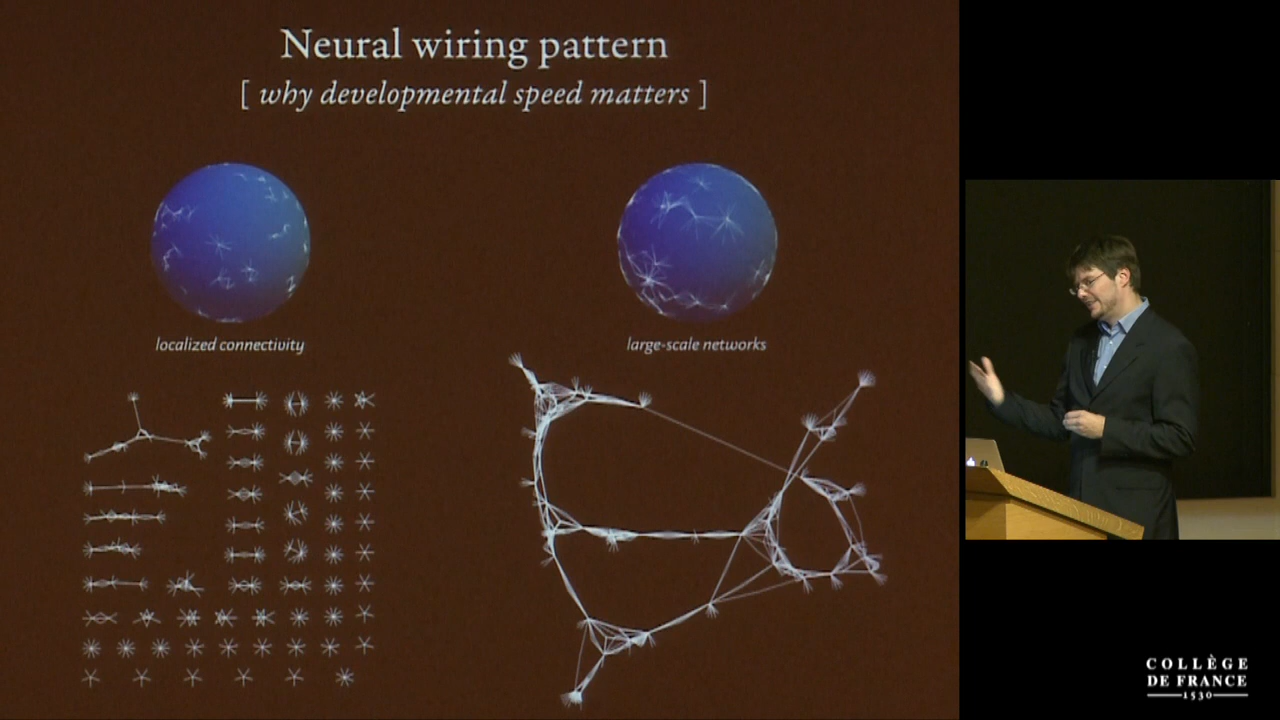 Neural wiring pattern
[ why developmental speed matters ]
localized connectivity
large-scale networks
COLLÈGE
DE FRANCE
1530